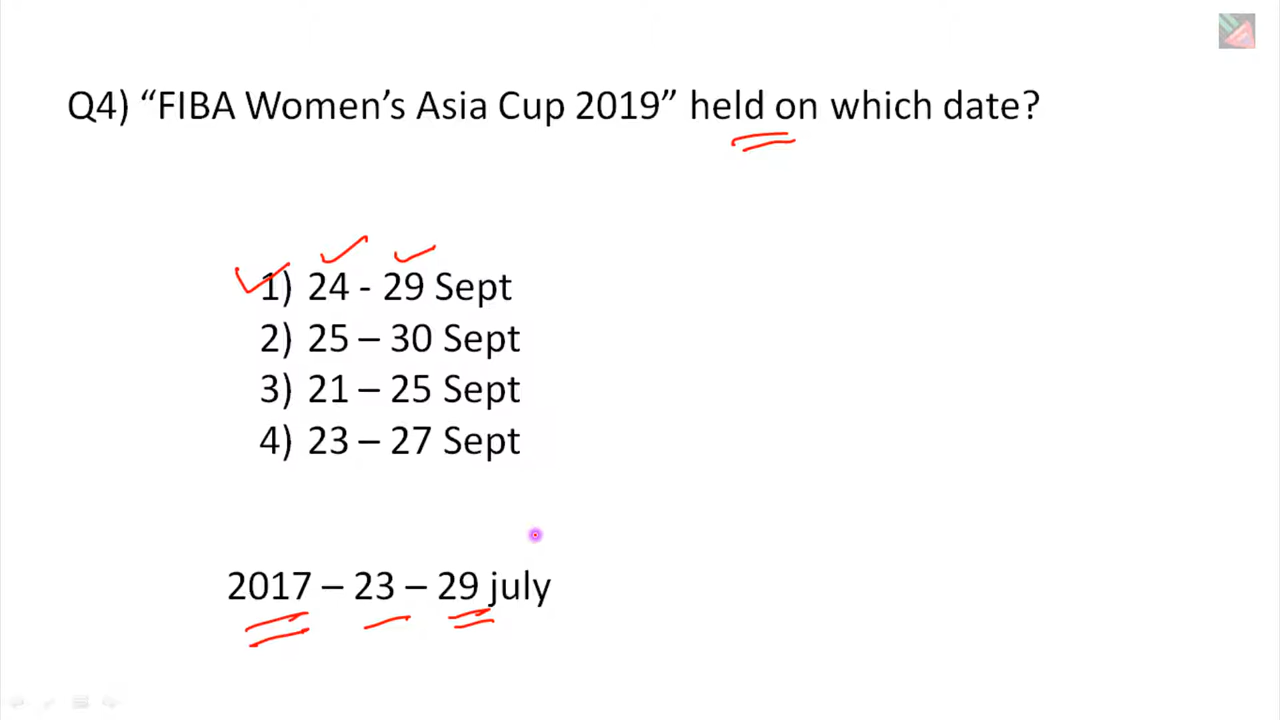 Q4) “FIBA Women’s Asia Cup 2019” held on which date?
1) 24 - 29 Sept
2) 25 – 30 Sept
3) 21 – 25 Sept
4) 23 – 27 Sept
2017 – 23 – 29 july